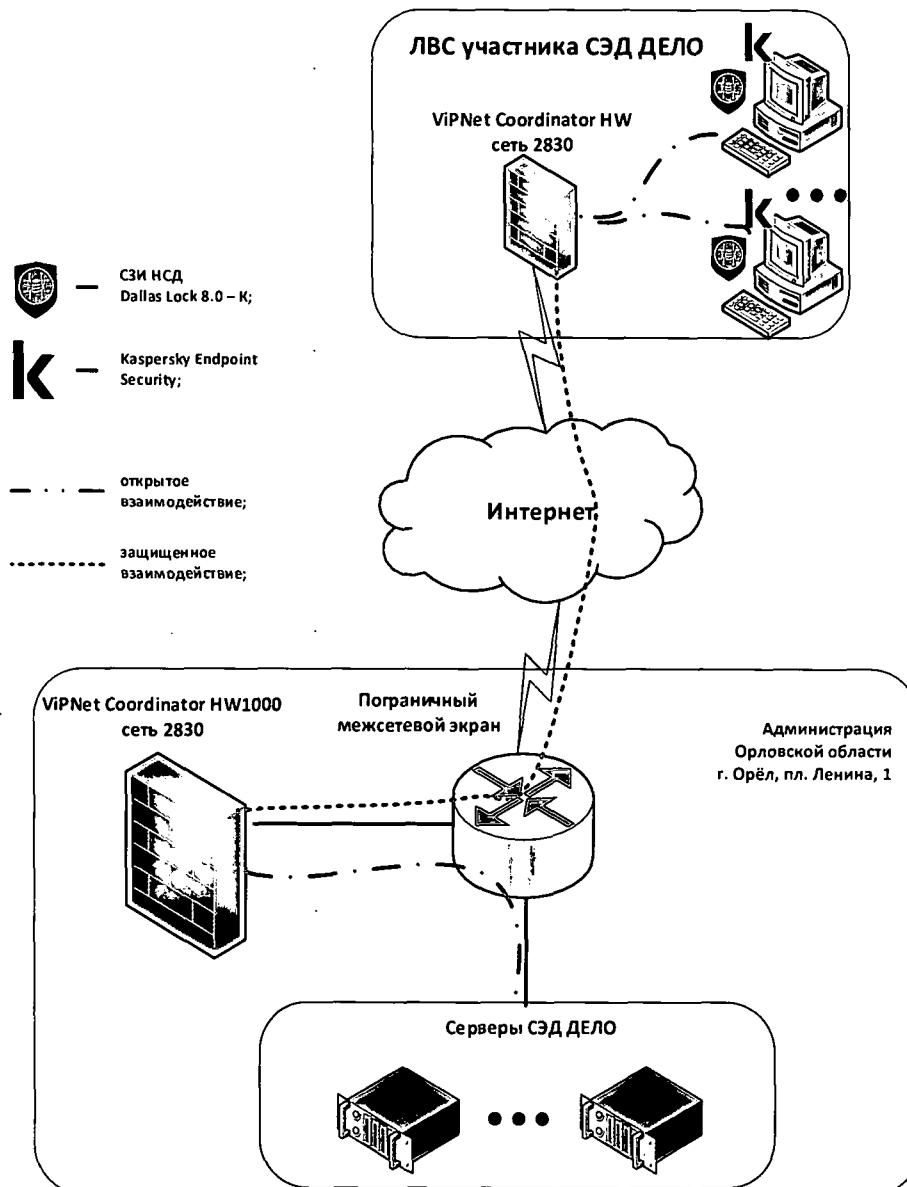 ЛВС участника СЭД ДЕЛО
ViPNet Coordinator HW
сеть 2830
СЗИ НСД
Dallas Lock 8.0 – К;
Kaspersky Endpoint
Security;
открытое
взаимодействие;
защищенное
взаимодействие;
Интернет
ViPNet Coordinator HW1000
сеть 2830
Пограничный
межсетевой экран
Администрация
Орловской области
г. Орёл, пл. Ленина, 1
Серверы СЭД ДЕЛО